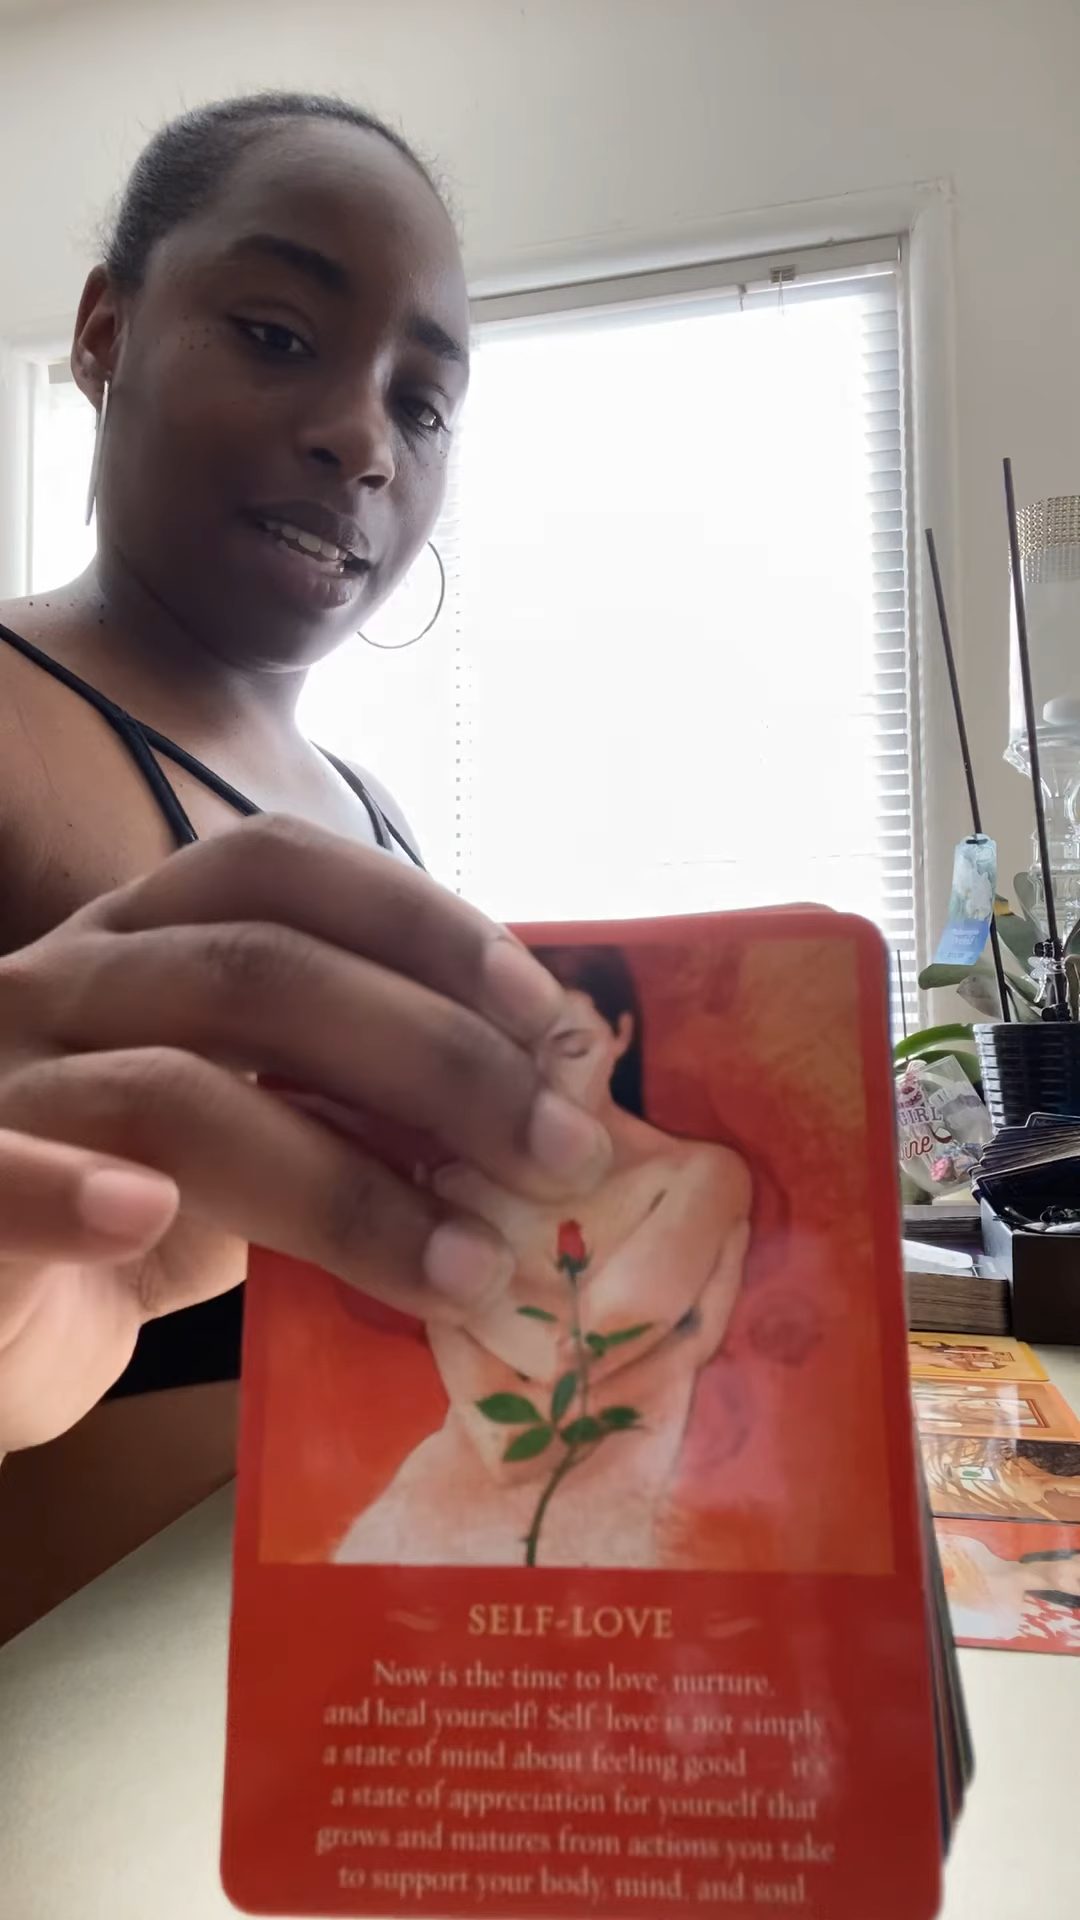 SELF-LOVE
Now is the time to love, nurture,
and heal yourself! Self-love is not simply
a state of mind about feeling good — it's
a state of appreciation for yourself that
grows and matures from actions you take
to support your body, mind, and soul.
GIRL